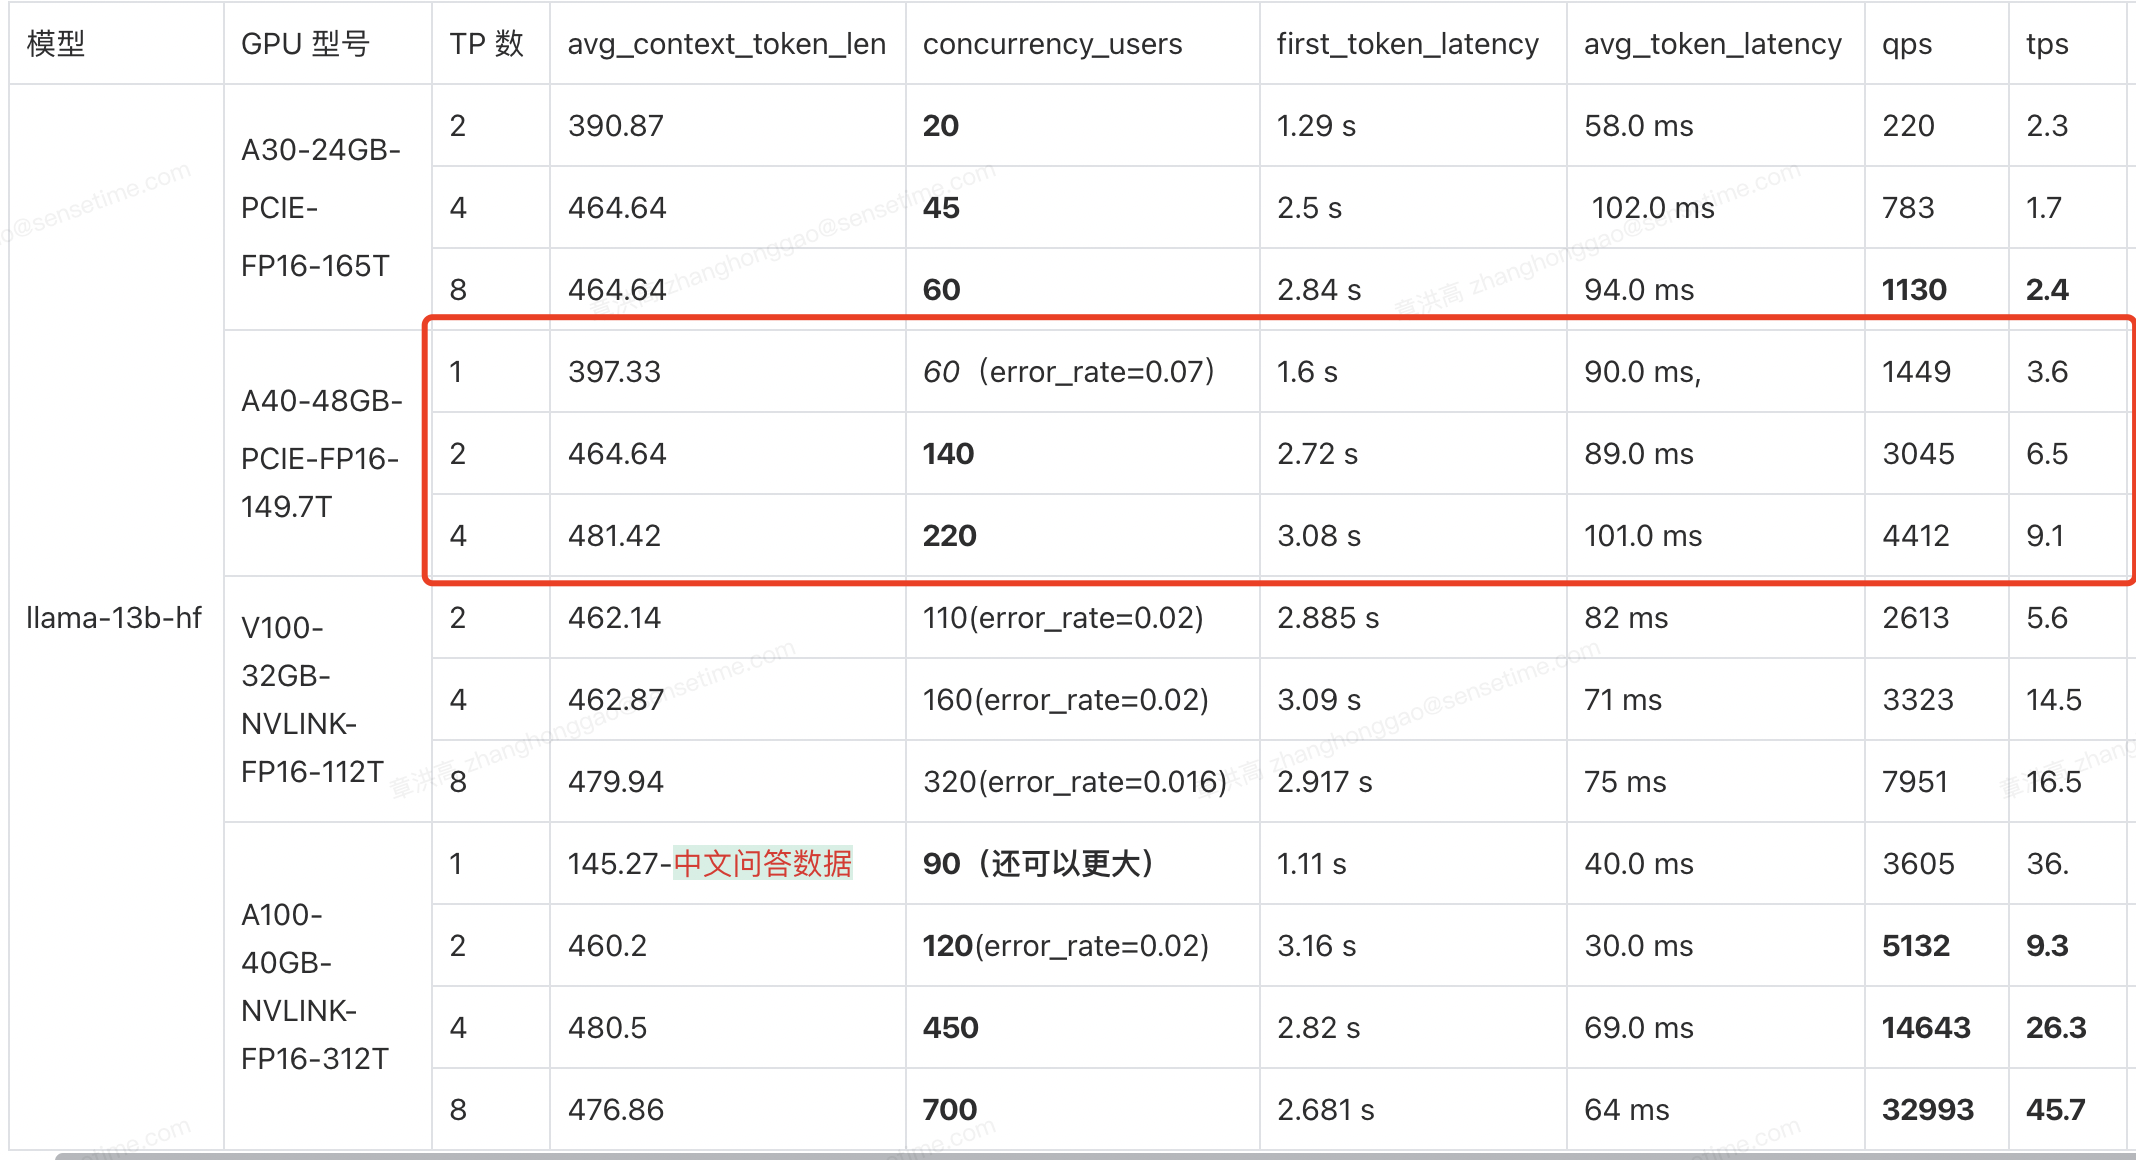 模型 GPU 型号 TP 数 avg_context_token_len concurrency_users first_token_latency avg_token_latency qps tps
llama-13b-hf
A30-24GB-
PCIE-
FP16-165T
2 390.87 20 1.29 s 58.0 ms 220 2.3
4 464.64 45 2.5 s 102.0 ms 783 1.7
8 464.64 60 2.84 s 94.0 ms 1130 2.4
A40-48GB-
PCIE-FP16-
149.7T
1 397.33 60（error_rate=0.07） 1.6 s 90.0 ms, 1449 3.6
2 464.64 140 2.72 s 89.0 ms 3045 6.5
4 481.42 220 3.08 s 101.0 ms 4412 9.1
V100-
32GB-
NVLINK-
FP16-112T
2 462.14 110(error_rate=0.02) 2.885 s 82 ms 2613 5.6
4 462.87 160(error_rate=0.02) 3.09 s 71 ms 3323 14.5
8 479.94 320(error_rate=0.016) 2.917 s 75 ms 7951 16.5
A100-
40GB-
NVLINK-
FP16-312T
1 145.27-中文问答数据 90（还可以更大） 1.11 s 40.0 ms 3605 36.
2 460.2 120(error_rate=0.02) 3.16 s 30.0 ms 5132 9.3
4 480.5 450 2.82 s 69.0 ms 14643 26.3
8 476.86 700 2.681 s 64 ms 32993 45.7
章洪高 zhanghonggao@sensetime.com